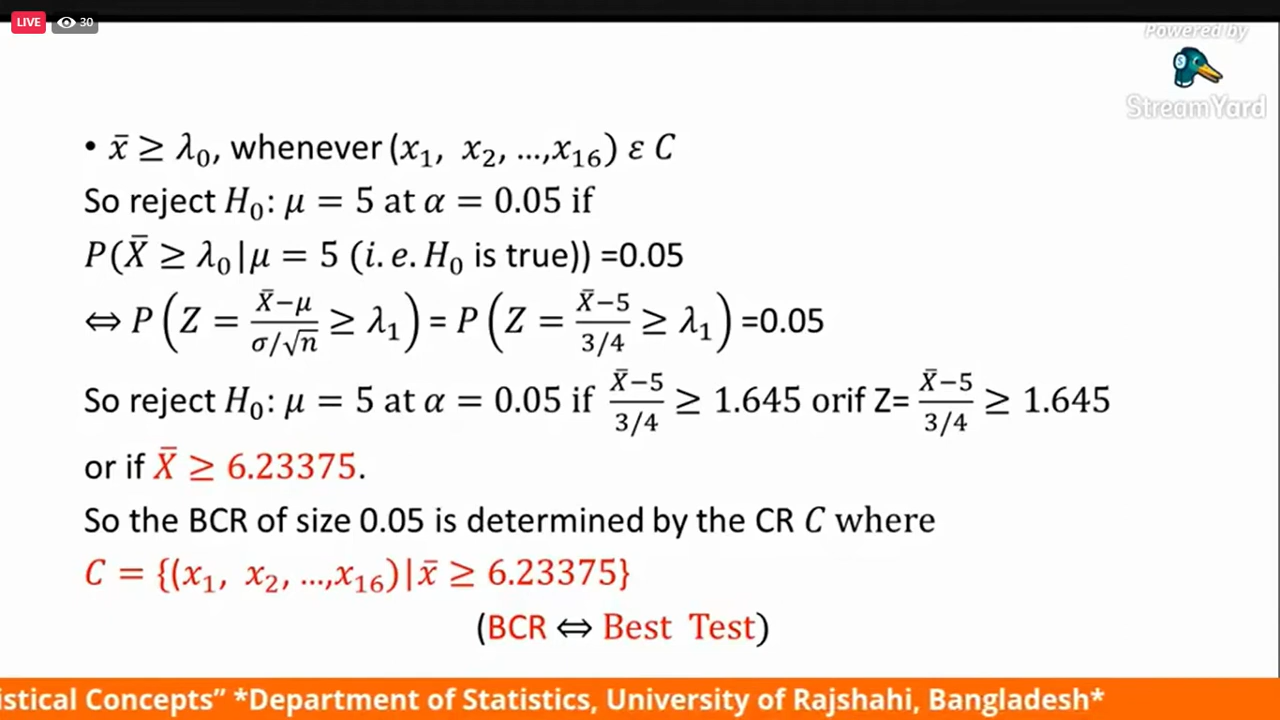 LIVE 30
Powered by
StreamYard
• x̄ ≥ λ₀, whenever (x₁, x₂, ...,x₁₆) ε C
So reject H₀: μ = 5 at α = 0.05 if
P(X̄ ≥ λ₀|μ = 5 (i. e. H₀ is true)) =0.05
⇔ P(Z = (X̄−μ)/(σ/√n) ≥ λ₁) = P(Z = (X̄−5)/(3/4) ≥ λ₁) =0.05
So reject H₀: μ = 5 at α = 0.05 if (X̄−5)/(3/4) ≥ 1.645 orif Z= (X̄−5)/(3/4) ≥ 1.645
or if X̄ ≥ 6.23375.
So the BCR of size 0.05 is determined by the CR C where
C = {(x₁, x₂, ...,x₁₆)|x̄ ≥ 6.23375}
(BCR ⇔ Best Test)
istical Concepts” *Department of Statistics, University of Rajshahi, Bangladesh*